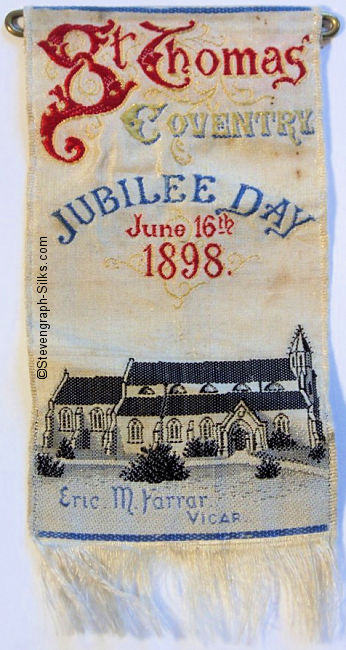 St Thomas
COVENTRY
JUBILEE DAY
June 16th
1898.
©Stevengraph-Silks.com
Eric. M. Farrar
VICAR